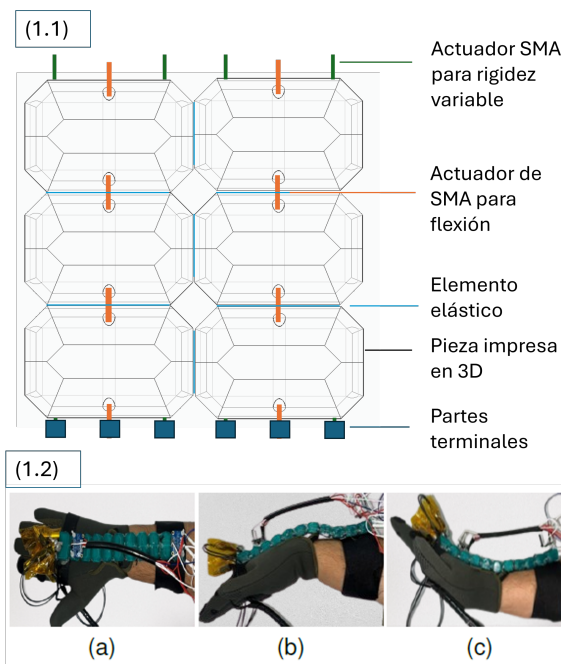 (1.1)
Actuador SMA
para rigidez
variable
Actuador de
SMA para
flexión
Elemento
elástico
Pieza impresa
en 3D
Partes
terminales
(1.2)
(a)
(b)
(c)